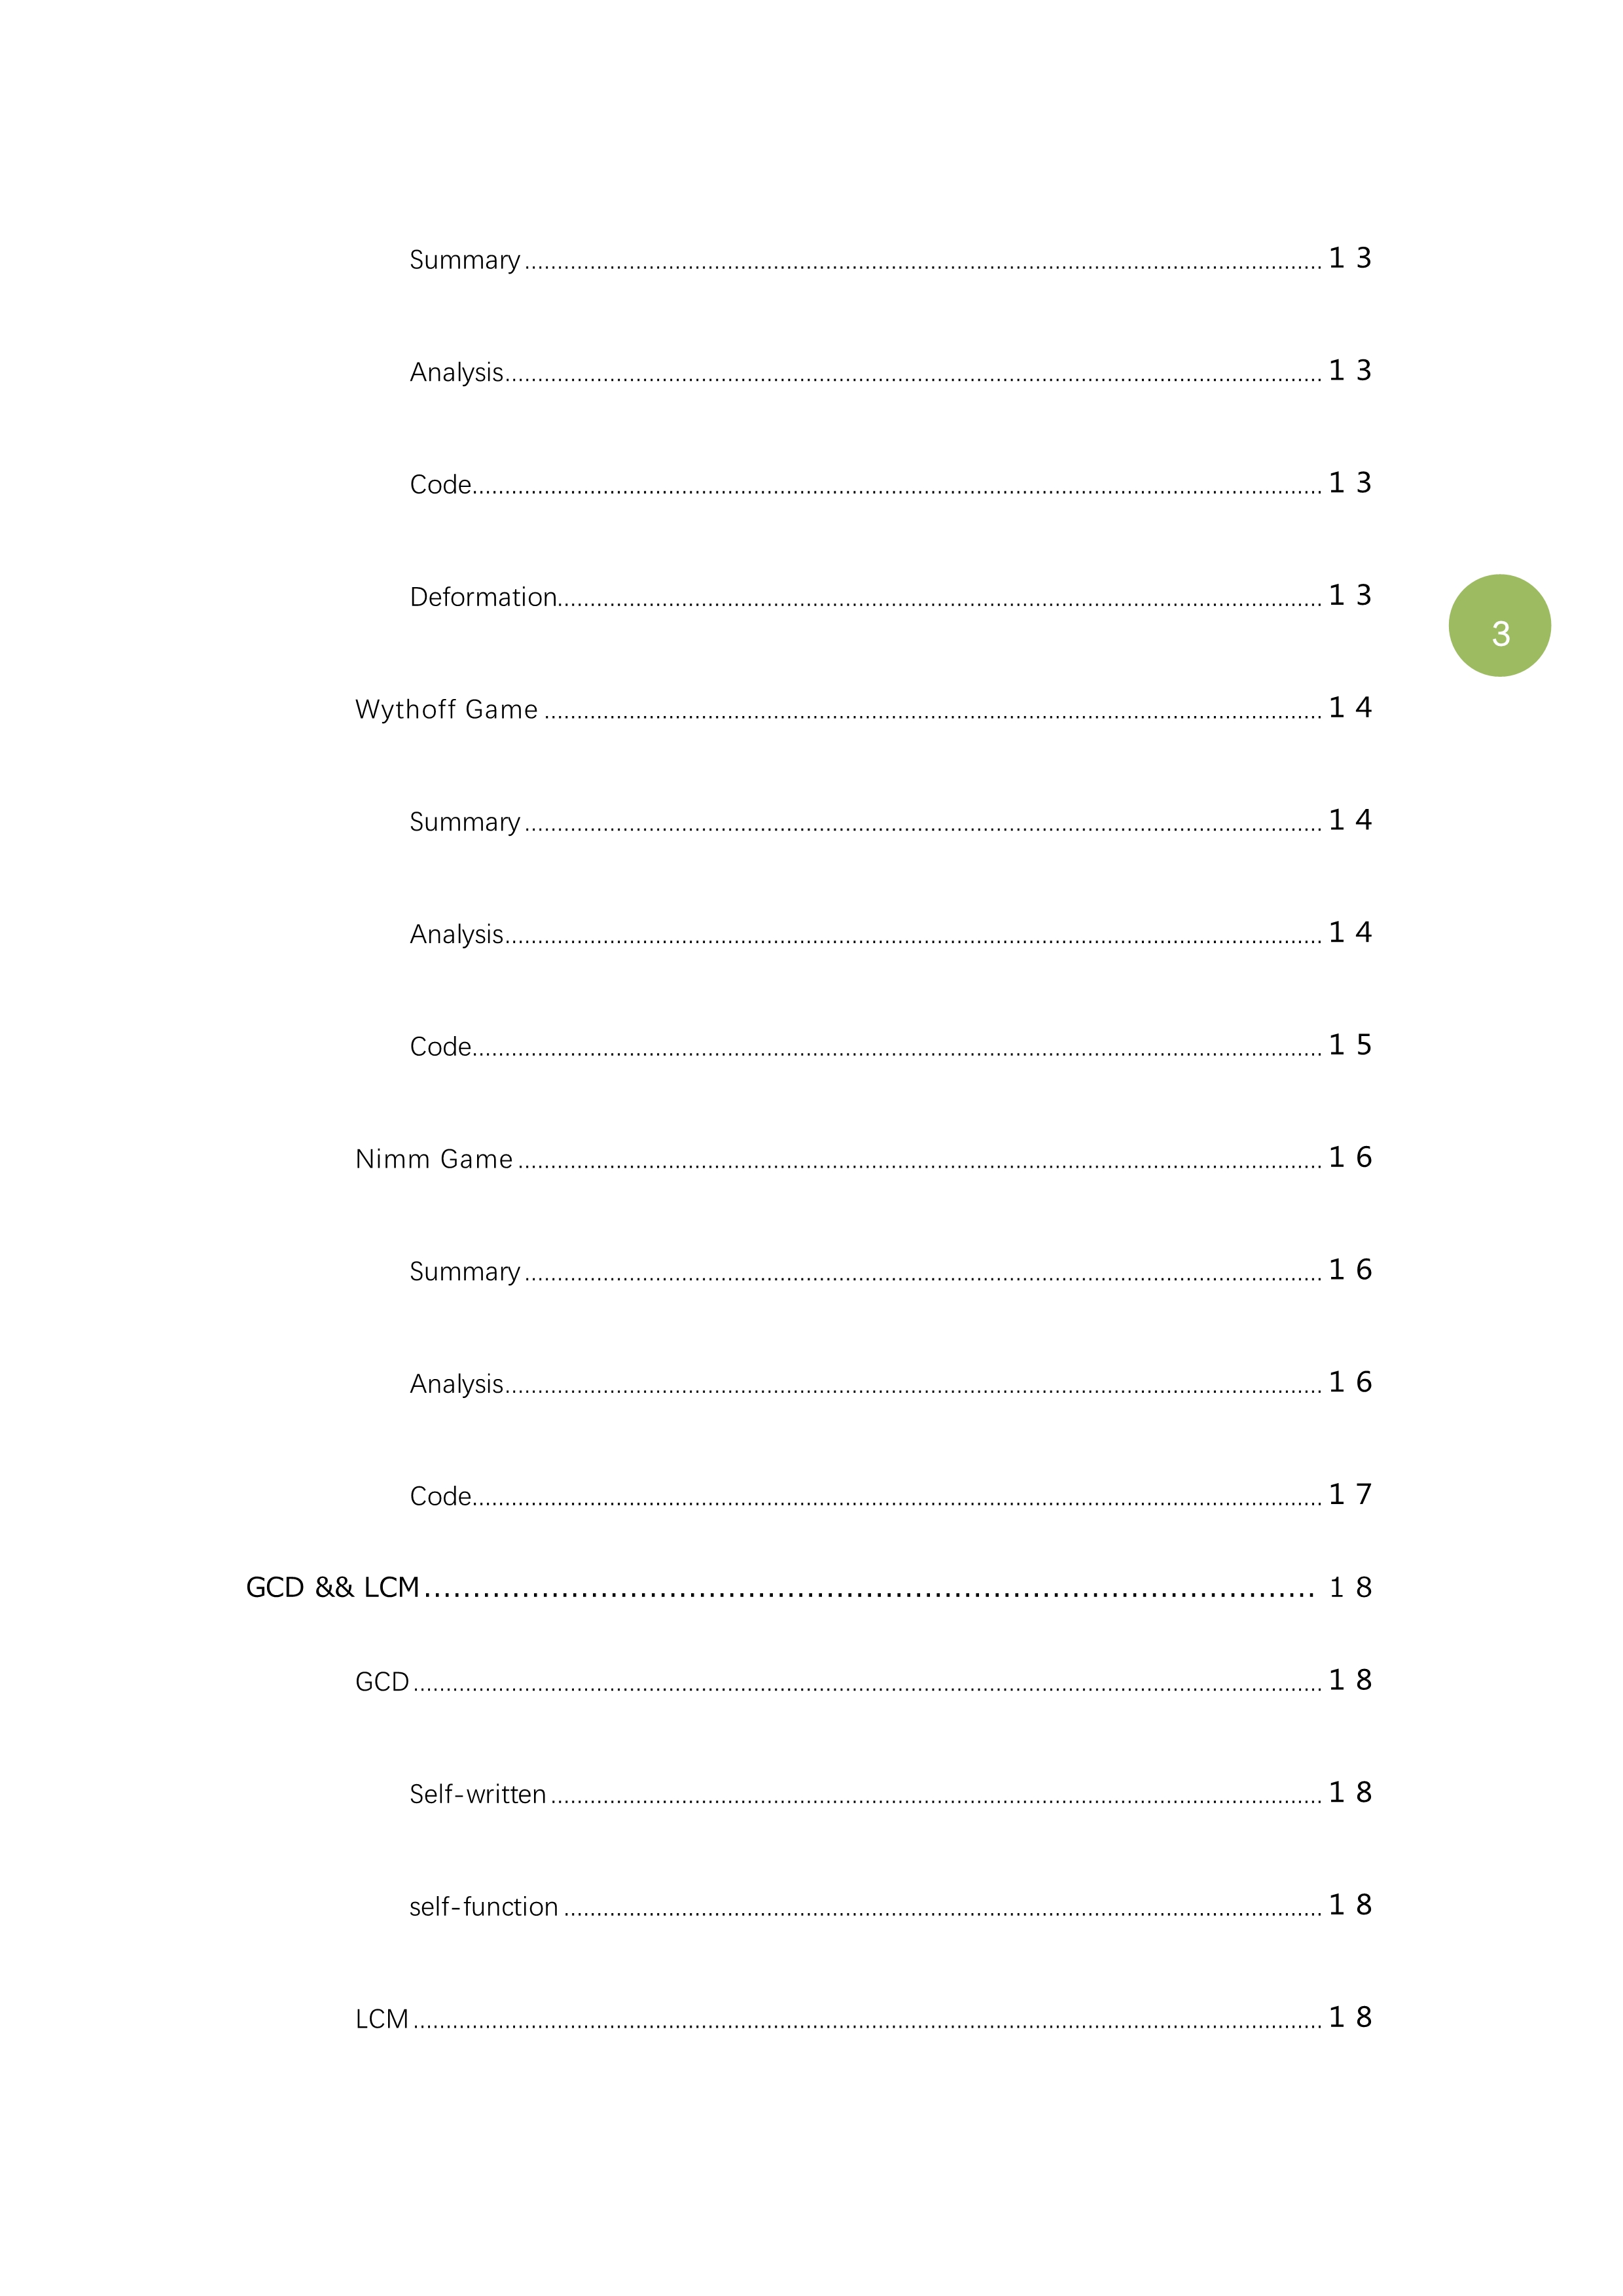 Summary........................ 13
Analysis........................ 13
Code........................ 13
Deformation........................ 13
3
Wythoff Game........................ 14
Summary........................ 14
Analysis........................ 14
Code........................ 15
Nimm Game........................ 16
Summary........................ 16
Analysis........................ 16
Code........................ 17
GCD && LCM........................ 18
GCD........................ 18
Self-written........................ 18
self-function........................ 18
LCM........................ 18